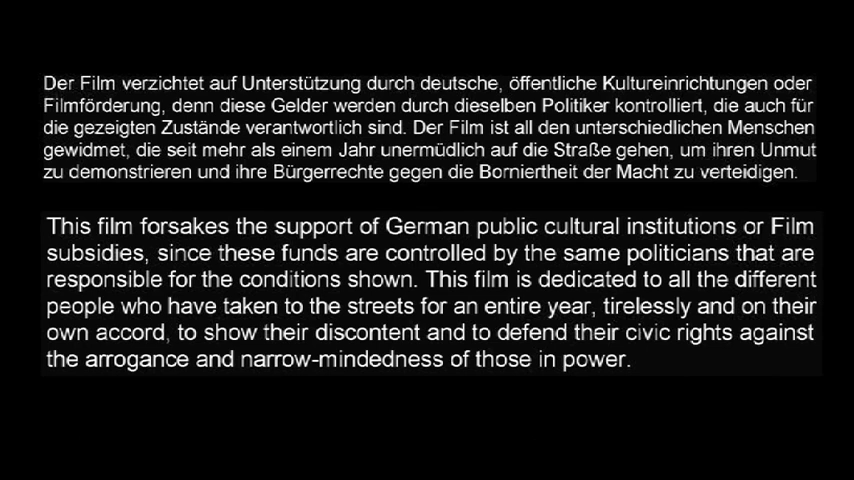 Der Film verzichtet auf Unterstützung durch deutsche, öffentliche Kultureinrichtungen oder
Filmförderung, denn diese Gelder werden durch dieselben Politiker kontrolliert, die auch für
die gezeigten Zustände verantwortlich sind. Der Film ist all den unterschiedlichen Menschen
gewidmet, die seit mehr als einem Jahr unermüdlich auf die Straße gehen, um ihren Unmut
zu demonstrieren und ihre Bürgerrechte gegen die Borniertheit der Macht zu verteidigen.
This film forsakes the support of German public cultural institutions or Film
subsidies, since these funds are controlled by the same politicians that are
responsible for the conditions shown. This film is dedicated to all the different
people who have taken to the streets for an entire year, tirelessly and on their
own accord, to show their discontent and to defend their civic rights against
the arrogance and narrow-mindedness of those in power.